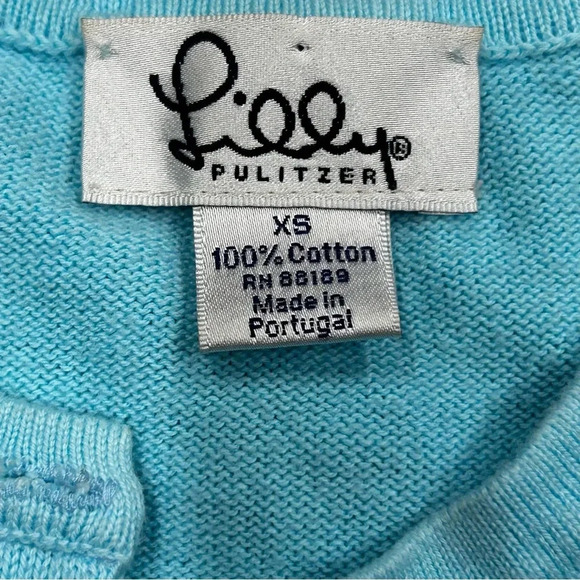 Lilly®
PULITZER
XS
100% Cotton
RN 88189
Made in
Portugal